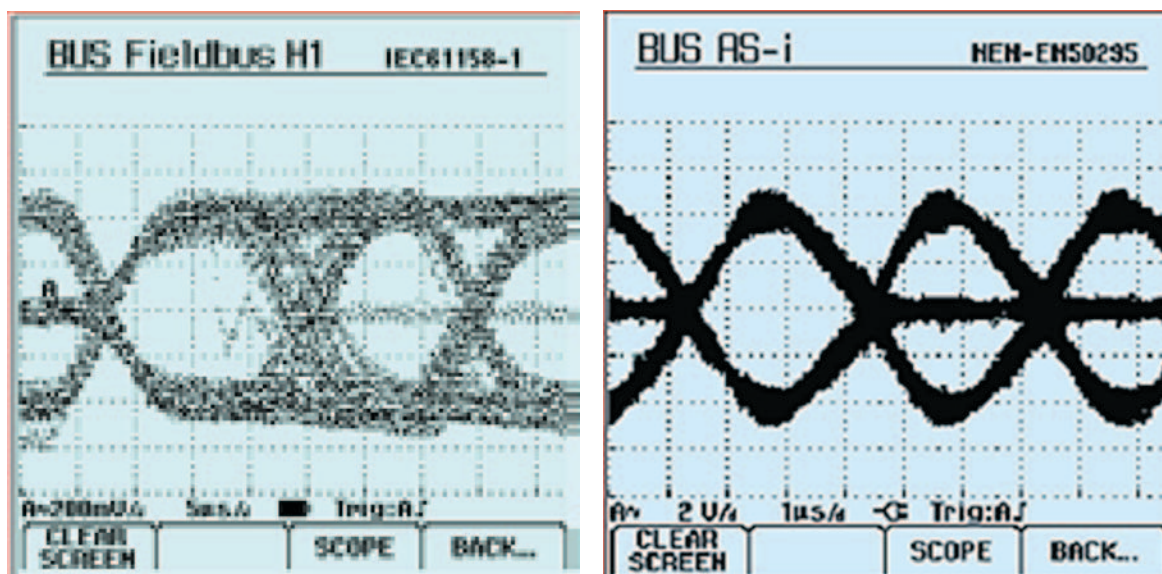 BUS Fieldbus H1 IEC61158-1
A
A~200mV/d 5µs/d Trig:A
CLEAR SCREEN SCOPE BACK...
BUS AS-i NEN-EN50295
A~ 2 V/d 1µs/d Trig:A
CLEAR SCREEN SCOPE BACK...